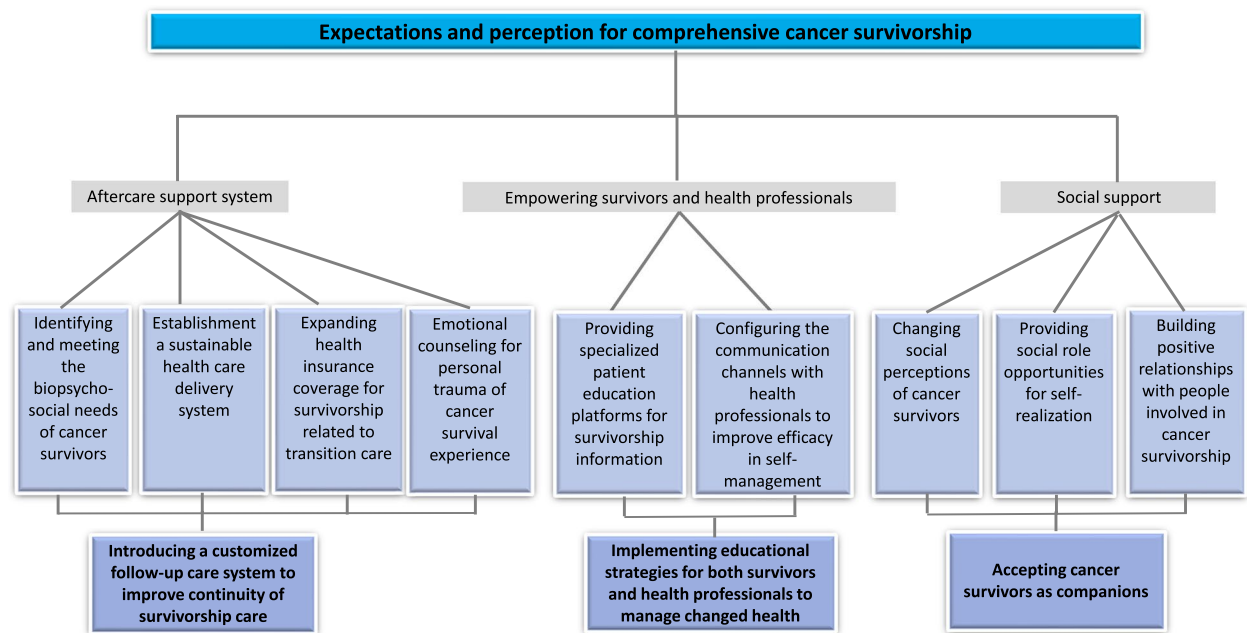 Expectations and perception for comprehensive cancer survivorship
Aftercare support system
Empowering survivors and health professionals
Social support
Identifying
and meeting
the
biopsycho-
social needs
of cancer
survivors
Establishment
a sustainable
health care
delivery
system
Expanding
health
insurance
coverage for
survivorship
related to
transition care
Emotional
counseling for
personal
trauma of
cancer
survival
experience
Providing
specialized
patient
education
platforms for
survivorship
information
Configuring the
communication
channels with
health
professionals to
improve efficacy
in self-
management
Changing
social
perceptions
of cancer
survivors
Providing
social role
opportunities
for self-
realization
Building
positive
relationships
with people
involved in
cancer
survivorship
Introducing a customized
follow-up care system to
improve continuity of
survivorship care
Implementing educational
strategies for both survivors
and health professionals to
manage changed health
Accepting cancer
survivors as companions